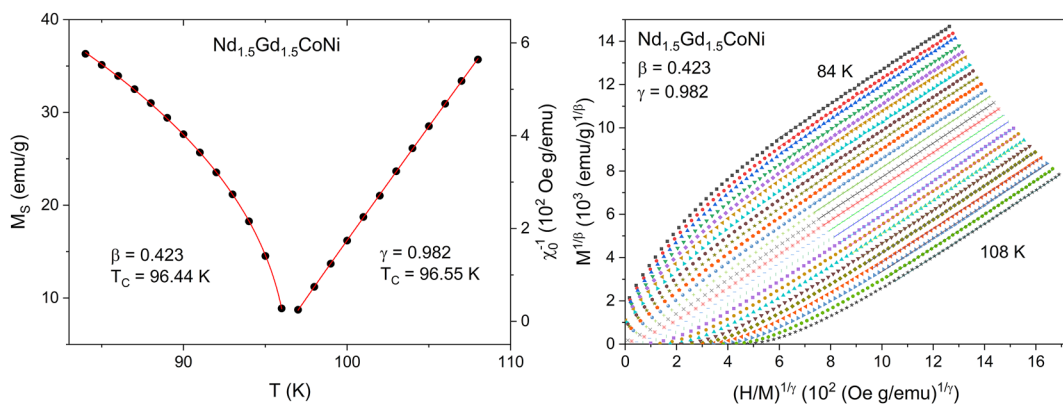 Nd1.5Gd1.5CoNi
MS (emu/g)
40
30
20
10
β = 0.423
TC = 96.44 K
γ = 0.982
TC = 96.55 K
6
4
2
0
χ0-1 (10² Oe g/emu)
90
100
110
T (K)
Nd1.5Gd1.5CoNi
β = 0.423
γ = 0.982
84 K
108 K
M1/β (10³ (emu/g)1/β)
14
12
10
8
6
4
2
0
0
2
4
6
8
10
12
14
16
(H/M)1/γ (10² (Oe g/emu)1/γ)